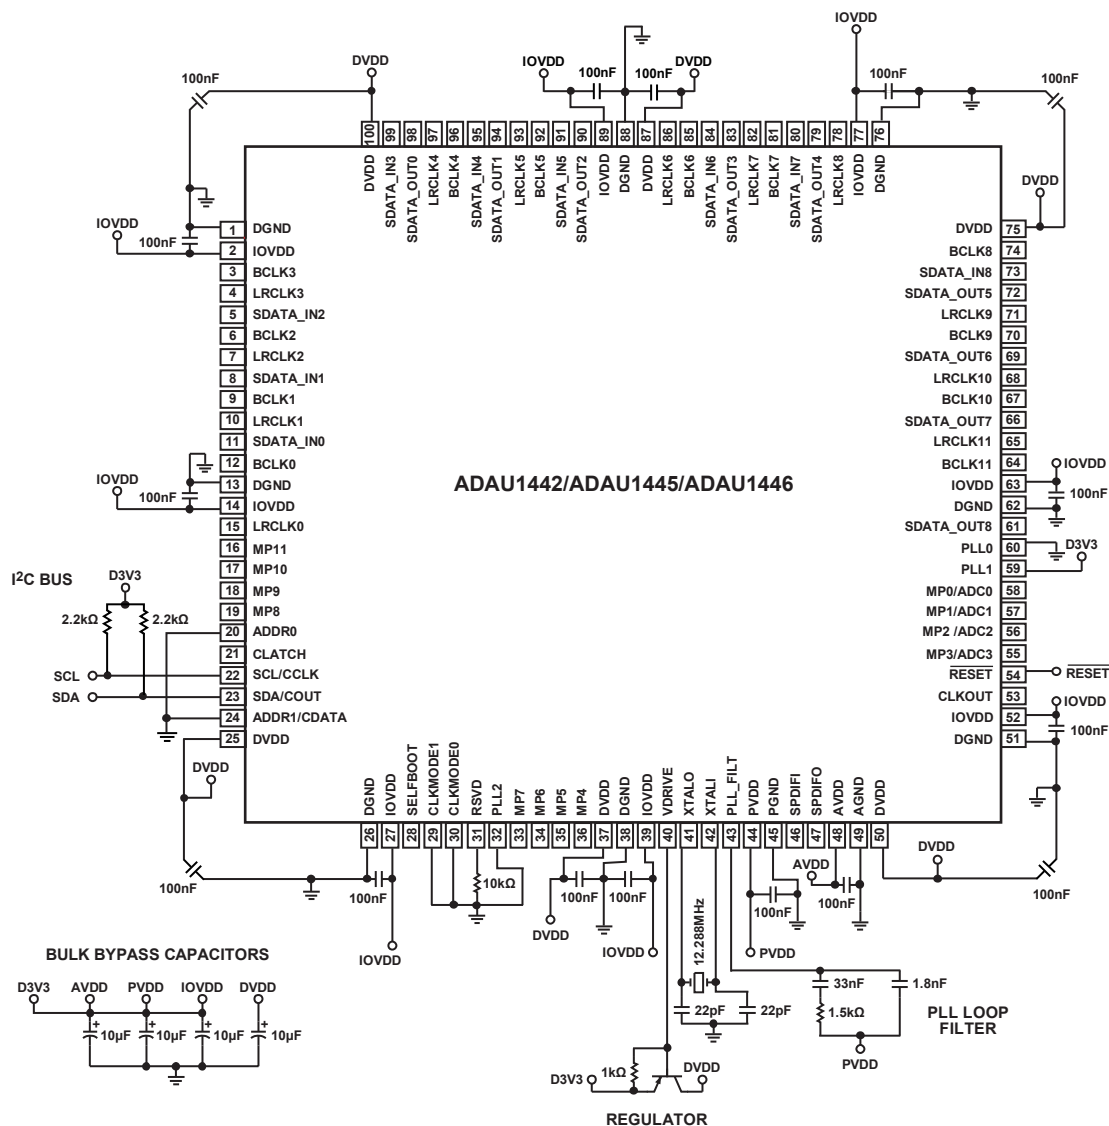 IOVDD
DVDD
IOVDD
DVDD
100nF
100nF
100nF
100nF
100nF
100 99 98 97 96 95 94 93 92 91 90 89 88 87 86 85 84 83 82 81 80 79 78 77 76
DVDD
SDATA_IN3
SDATA_OUT0
LRCLK4
BCLK4
SDATA_IN4
SDATA_OUT1
LRCLK5
BCLK5
SDATA_IN5
SDATA_OUT2
IOVDD
DGND
DVDD
LRCLK6
BCLK6
SDATA_IN6
SDATA_OUT3
LRCLK7
BCLK7
SDATA_IN7
SDATA_OUT4
LRCLK8
IOVDD
DGND
IOVDD
100nF
1 DGND
2 IOVDD
3 BCLK3
4 LRCLK3
5 SDATA_IN2
6 BCLK2
7 LRCLK2
8 SDATA_IN1
9 BCLK1
10 LRCLK1
11 SDATA_IN0
12 BCLK0
13 DGND
14 IOVDD
15 LRCLK0
16 MP11
17 MP10
18 MP9
19 MP8
20 ADDR0
21 CLATCH
22 SCL/CCLK
23 SDA/COUT
24 ADDR1/CDATA
25 DVDD
IOVDD
100nF
I2C BUS
D3V3
2.2kΩ
2.2kΩ
SCL
SDA
DVDD
100nF
ADAU1442/ADAU1445/ADAU1446
DVDD
DVDD 75
BCLK8 74
SDATA_IN8 73
SDATA_OUT5 72
LRCLK9 71
BCLK9 70
SDATA_OUT6 69
LRCLK10 68
BCLK10 67
SDATA_OUT7 66
LRCLK11 65
BCLK11 64
IOVDD 63
DGND 62
SDATA_OUT8 61
PLL0 60
PLL1 59
MP0/ADC0 58
MP1/ADC1 57
MP2 /ADC2 56
MP3/ADC3 55
RESET 54
CLKOUT 53
IOVDD 52
DGND 51
IOVDD
100nF
D3V3
RESET
IOVDD
100nF
DGND
IOVDD
SELFBOOT
CLKMODE1
CLKMODE0
RSVD
PLL2
MP7
MP6
MP5
MP4
DVDD
DGND
IOVDD
VDRIVE
XTALO
XTALI
PLL_FILT
PVDD
PGND
SPDIFI
SPDIFO
AVDD
AGND
DVDD
26 27 28 29 30 31 32 33 34 35 36 37 38 39 40 41 42 43 44 45 46 47 48 49 50
100nF
IOVDD
10kΩ
100nF
100nF
DVDD
IOVDD
12.288MHz
22pF
22pF
100nF
PVDD
AVDD
100nF
DVDD
100nF
33nF
1.8nF
1.5kΩ
PVDD
PLL LOOP
FILTER
BULK BYPASS CAPACITORS
D3V3 AVDD PVDD IOVDD DVDD
+ + + +
10µF 10µF 10µF 10µF
1kΩ
D3V3
DVDD
REGULATOR